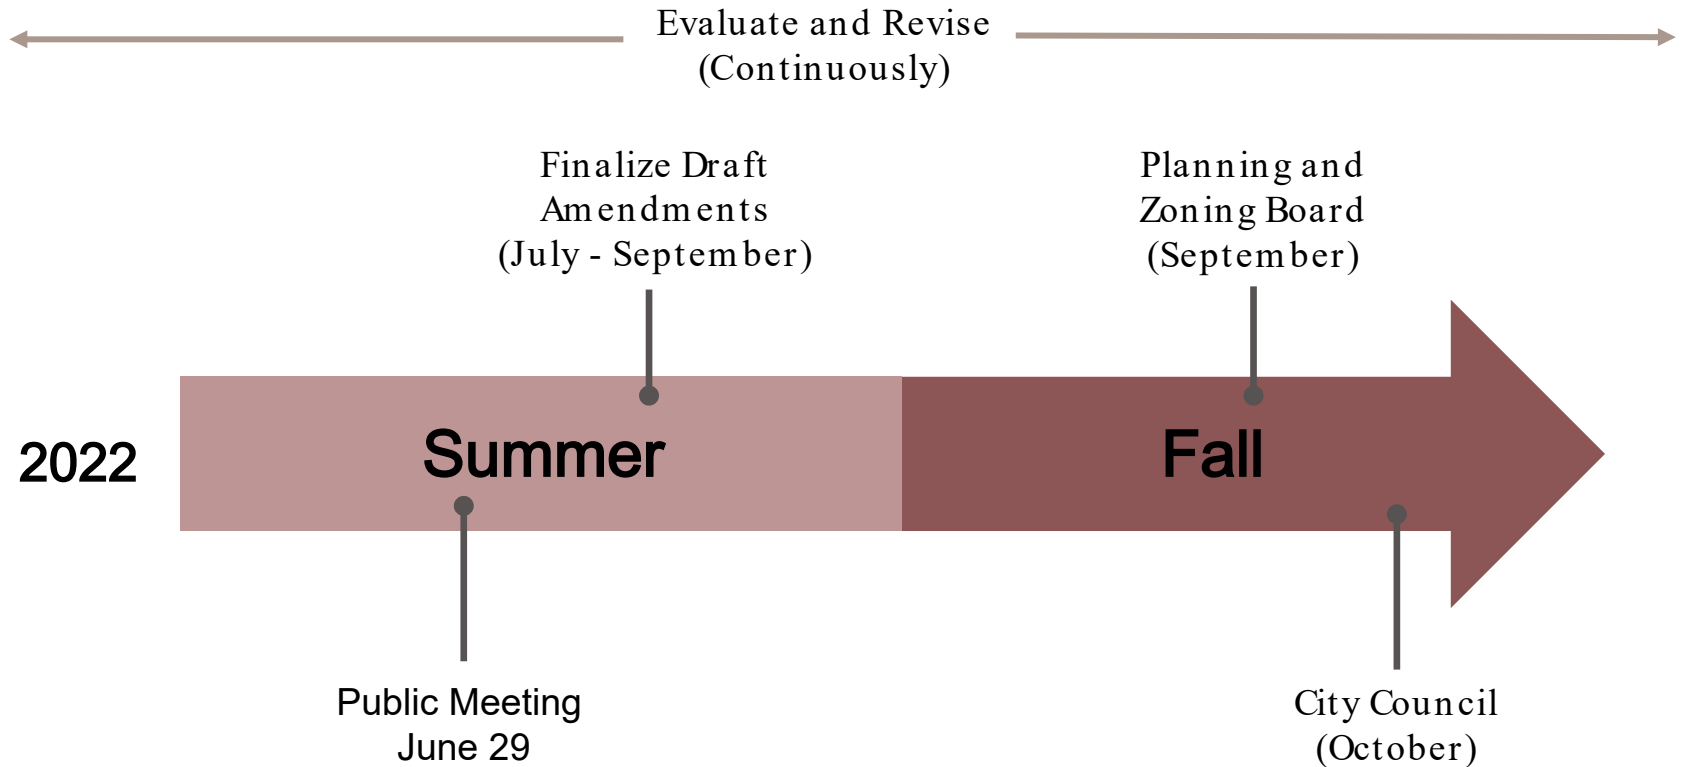 Evaluate and Revise
(Continuously)
Finalize Draft
Amendments
(July - September)
Planning and
Zoning Board
(September)
2022
Summer
Fall
Public Meeting
June 29
City Council
(October)